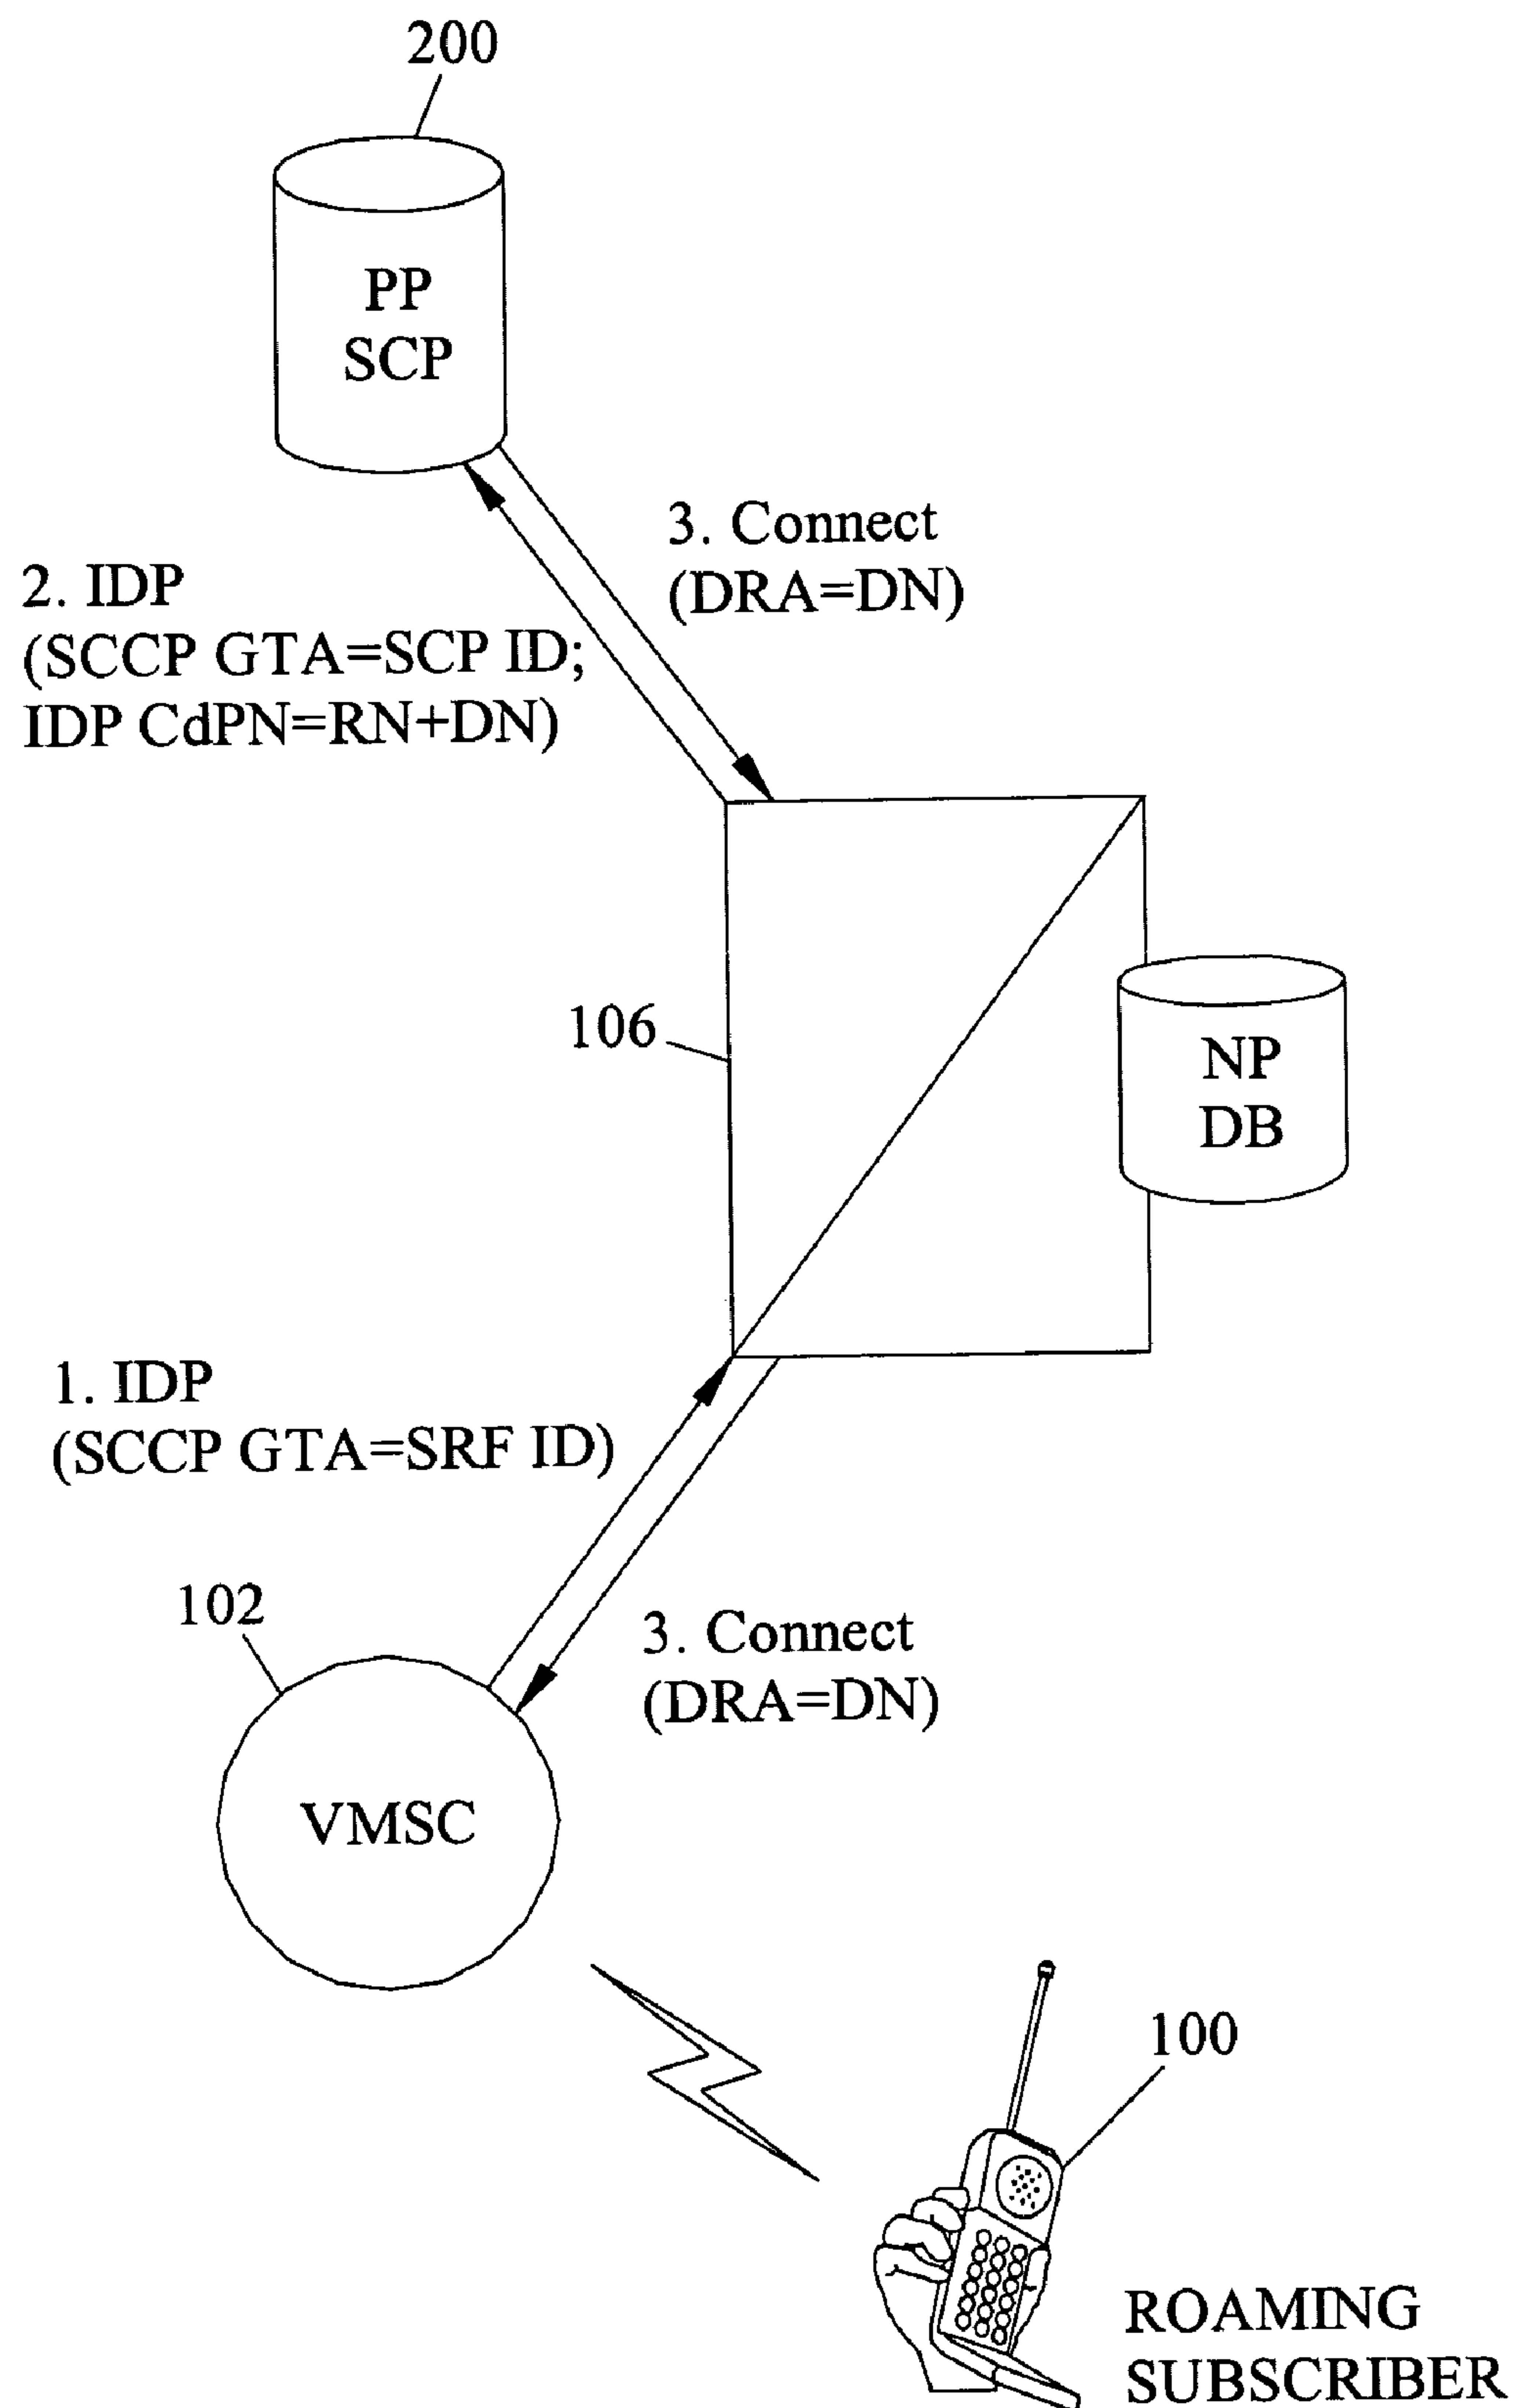 200
PP
SCP
3. Connect
(DRA=DN)
2. IDP
(SCCP GTA=SCP ID;
IDP CdPN=RN+DN)
106
NP
DB
1. IDP
(SCCP GTA=SRF ID)
102
3. Connect
(DRA=DN)
VMSC
100
ROAMING
SUBSCRIBER